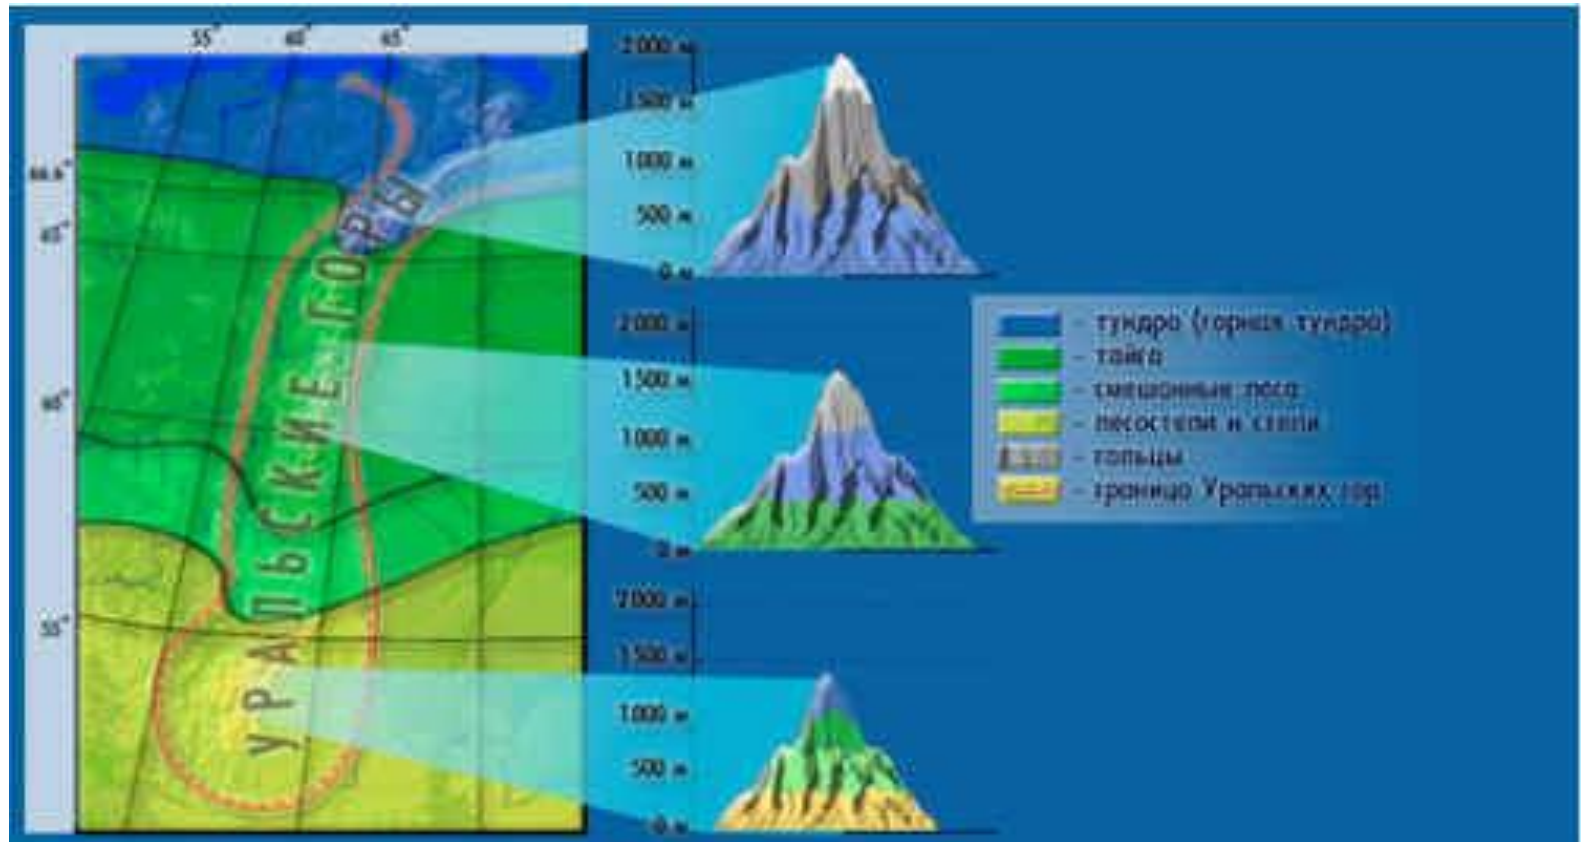 55° 60° 65°
66.6°
65°
60°
55°
УРАЛЬСКИЕ ГОРЫ
2000 м
1500 м
1000 м
500 м
0 м
2000 м
1500 м
1000 м
500 м
0 м
2000 м
1500 м
1000 м
500 м
0 м
- тундра (горная тундра)
- тайга
- смешанные леса
- лесостепи и степи
- гольцы
- граница Уральских гор